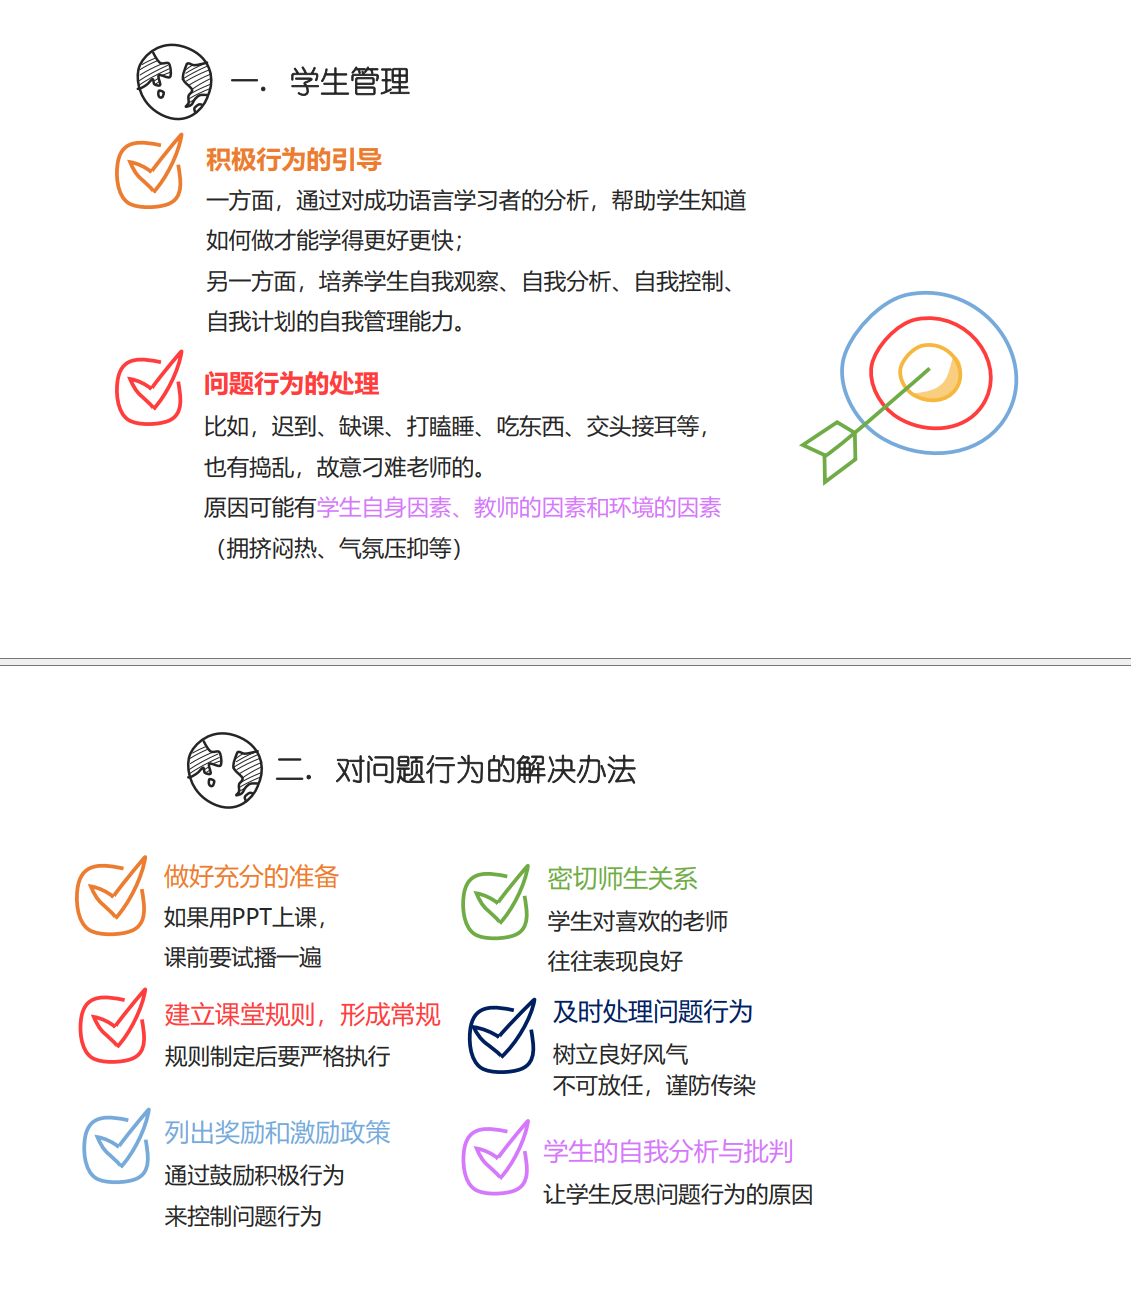 一. 学生管理
积极行为的引导
一方面，通过对成功语言学习者的分析，帮助学生知道
如何做才能学得更好更快；
另一方面，培养学生自我观察、自我分析、自我控制、
自我计划的自我管理能力。
问题行为的处理
比如，迟到、缺课、打瞌睡、吃东西、交头接耳等，
也有捣乱，故意刁难老师的。
原因可能有学生自身因素、教师的因素和环境的因素
（拥挤闷热、气氛压抑等）
二. 对问题行为的解决办法
做好充分的准备
如果用PPT上课，
课前要试播一遍
建立课堂规则，形成常规
规则制定后要严格执行
列出奖励和激励政策
通过鼓励积极行为
来控制问题行为
密切师生关系
学生对喜欢的老师
往往表现良好
及时处理问题行为
树立良好风气
不可放任，谨防传染
学生的自我分析与批判
让学生反思问题行为的原因